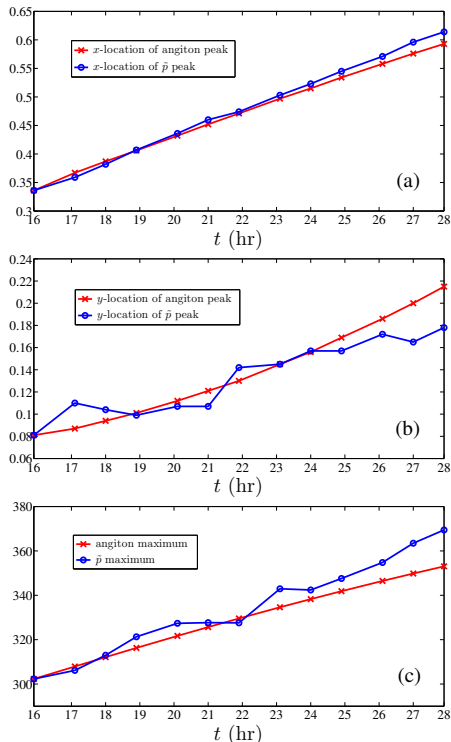 0.65
0.6
0.55
0.5
0.45
0.4
0.35
0.3
x-location of angiton peak
x-location of p̃ peak
(a)
16 17 18 19 20 21 22 23 24 25 26 27 28
t (hr)
0.24
0.22
0.2
0.18
0.16
0.14
0.12
0.1
0.08
0.06
y-location of angiton peak
y-location of p̃ peak
(b)
16 17 18 19 20 21 22 23 24 25 26 27 28
t (hr)
380
360
340
320
300
angiton maximum
p̃ maximum
(c)
16 17 18 19 20 21 22 23 24 25 26 27 28
t (hr)